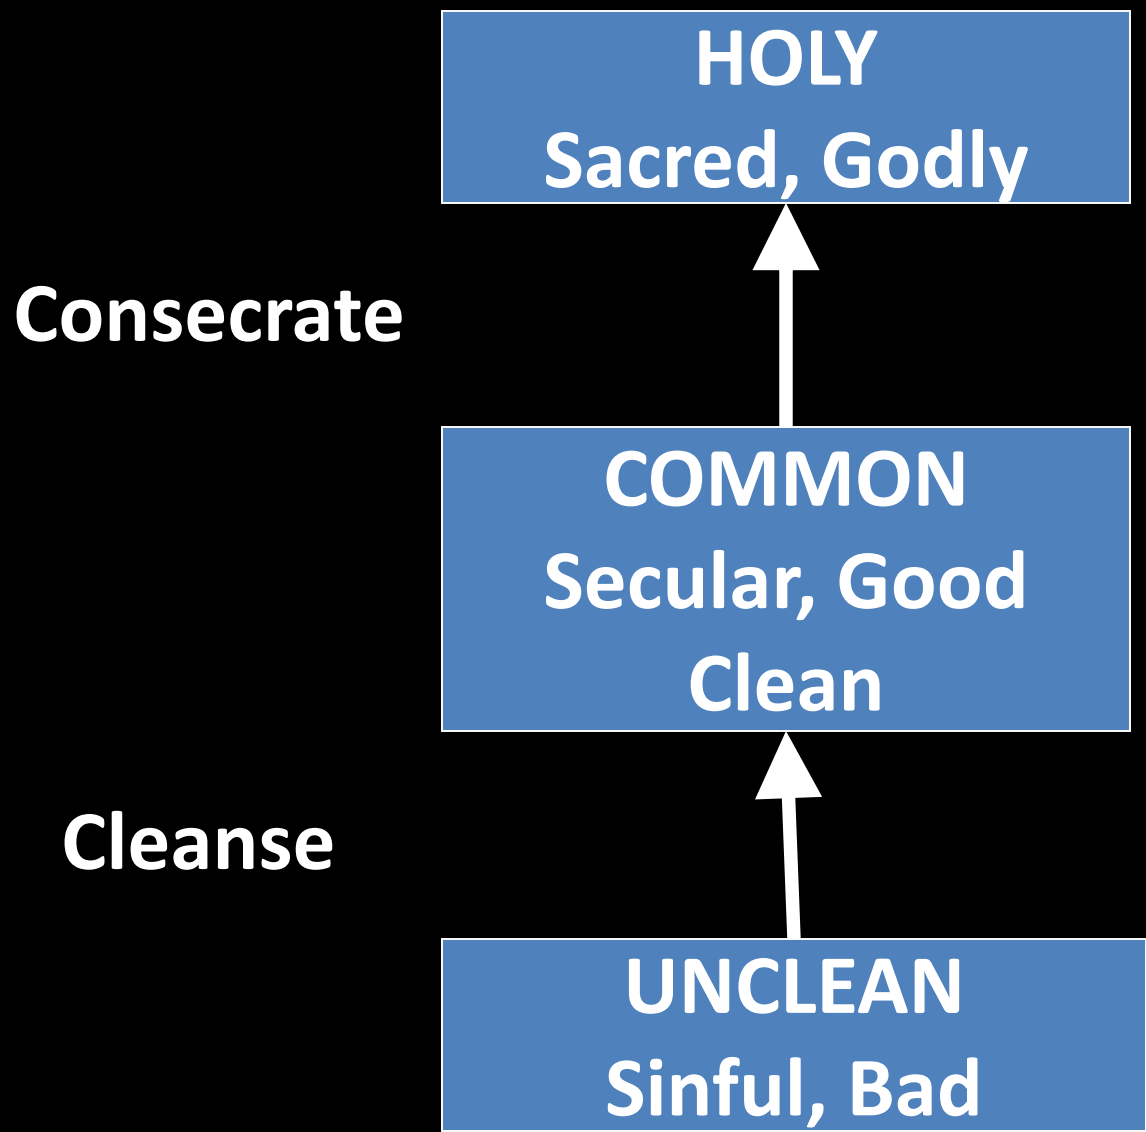 HOLY
Sacred, Godly
Consecrate
COMMON
Secular, Good
Clean
Cleanse
UNCLEAN
Sinful, Bad